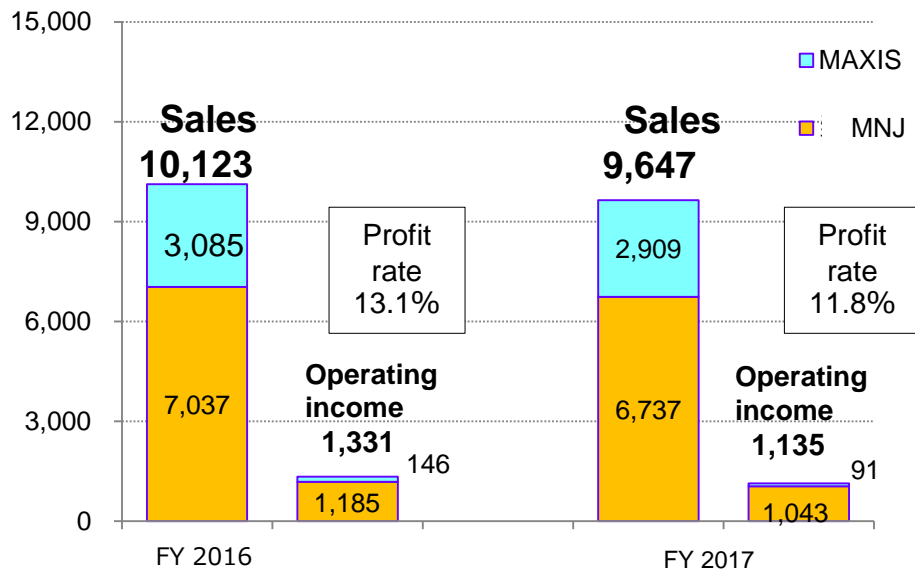 15,000
12,000
9,000
6,000
3,000
0
MAXIS
MNJ
Sales
10,123
3,085
7,037
Profit
rate
13.1%
Operating
income
1,331
146
1,185
FY 2016
Sales
9,647
2,909
6,737
Profit
rate
11.8%
Operating
income
1,135
91
1,043
FY 2017